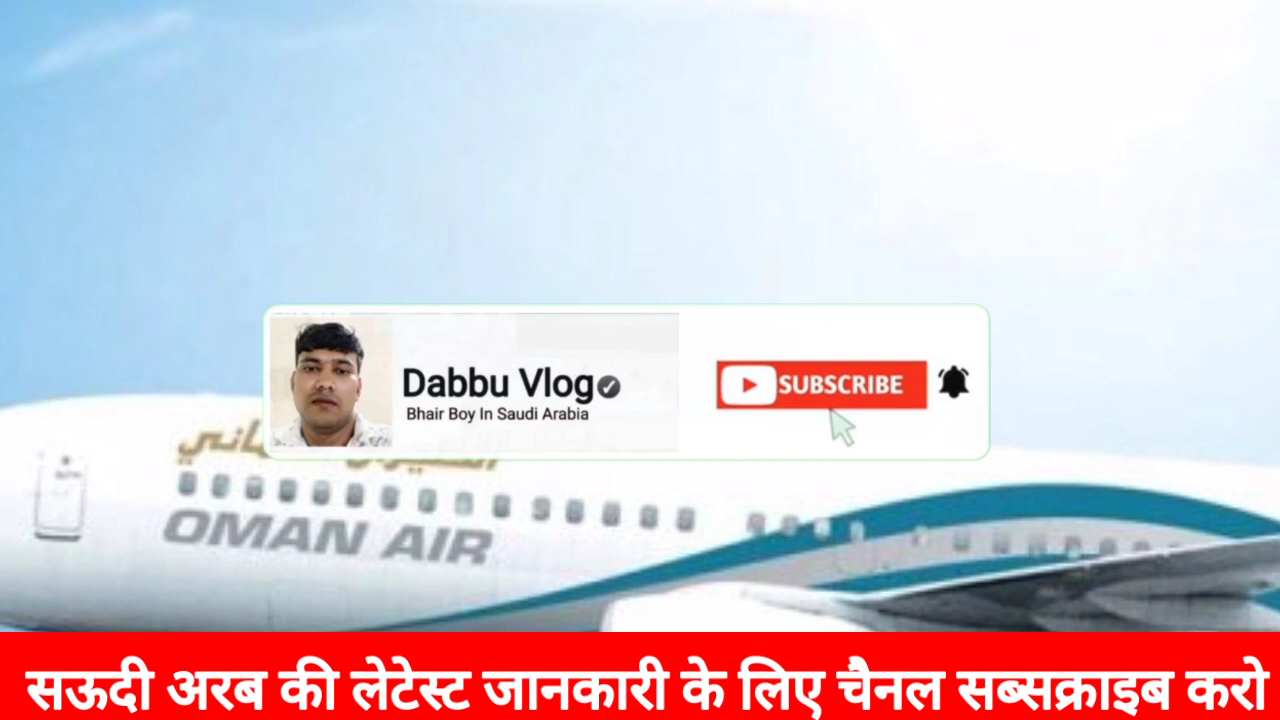 Dabbu Vlog
Bhair Boy In Saudi Arabia
SUBSCRIBE
OMAN AIR
सऊदी अरब की लेटेस्ट जानकारी के लिए चैनल सब्सक्राइब करो